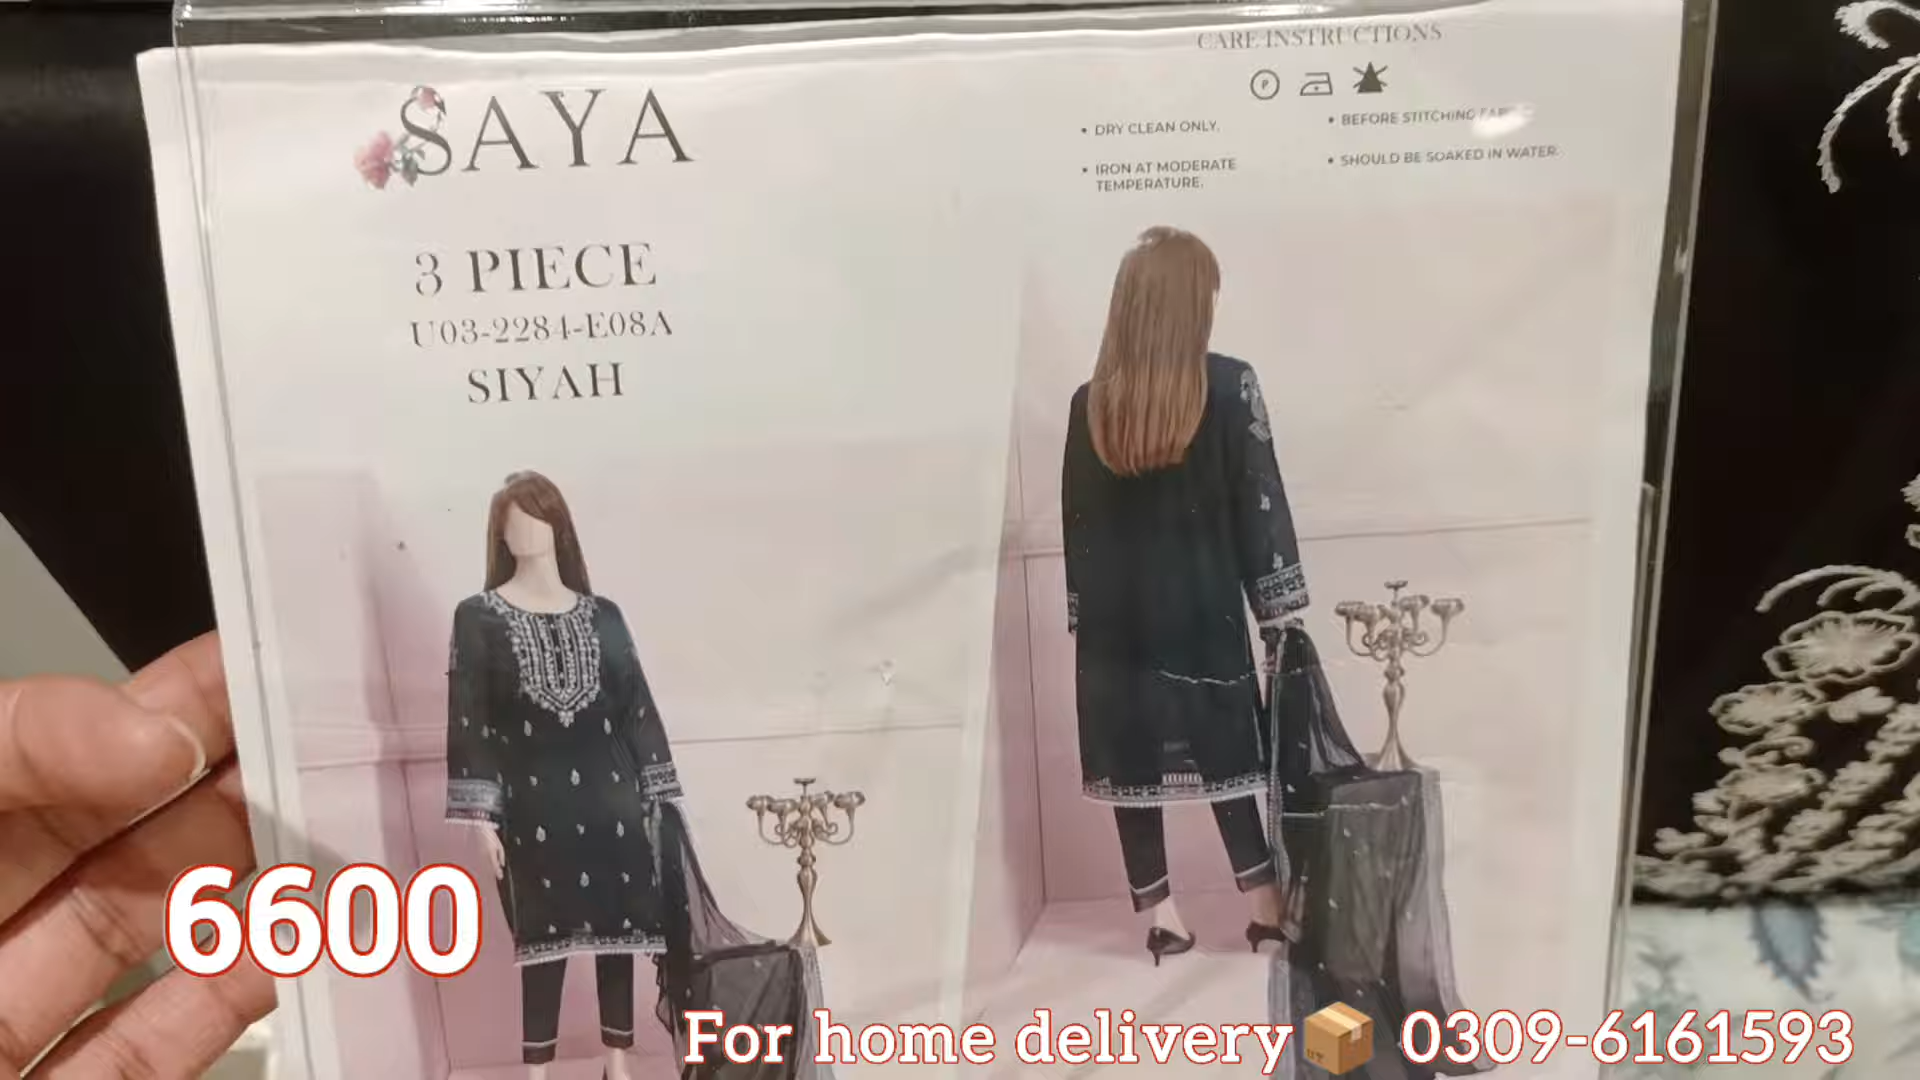 SAYA
3 PIECE
U03-2284-E08A
SIYAH
CARE INSTRUCTIONS
P
• DRY CLEAN ONLY.
• IRON AT MODERATE
TEMPERATURE.
• BEFORE STITCHING
• SHOULD BE SOAKED IN WATER.
6600
For home delivery📦 0309-6161593